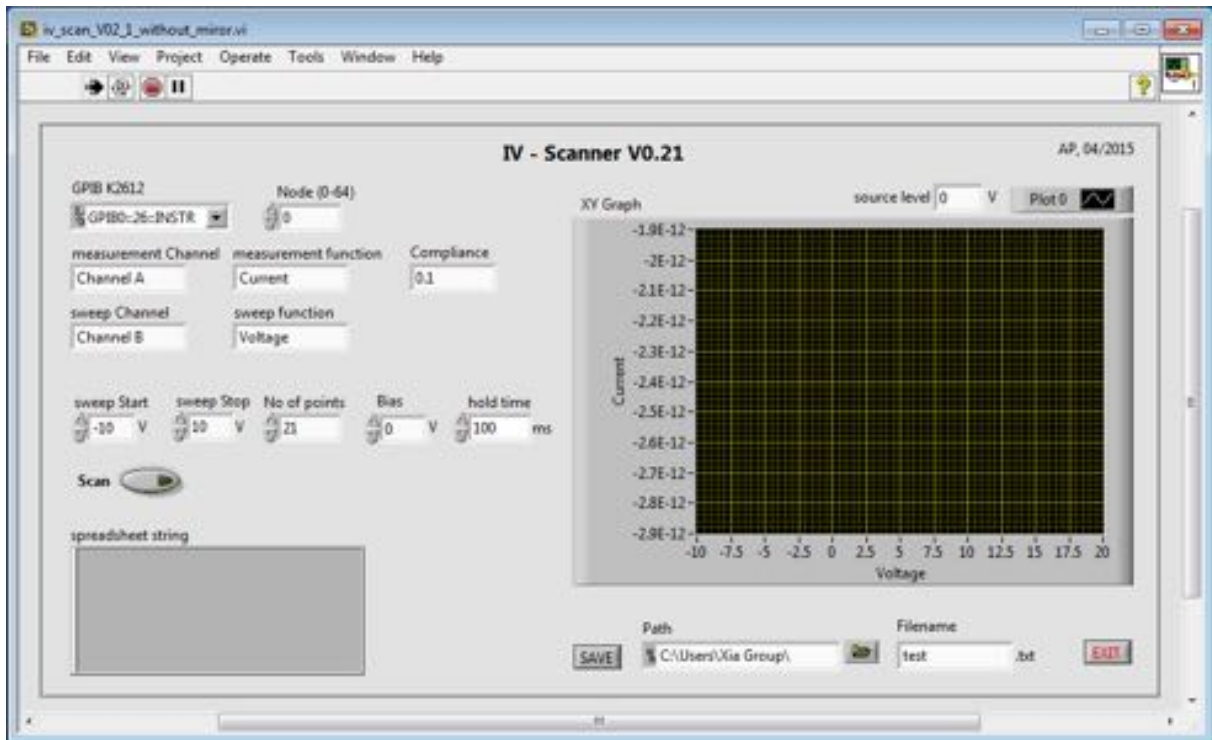 iv_scan_V02_1_without_miror.vi
File Edit View Project Operate Tools Window Help
IV - Scanner V0.21
AP, 04/2015
GPIB K2612
Node (0-64)
GPIB0::26::INSTR
0
measurement Channel
measurement function
Compliance
Channel A
Current
0.1
sweep Channel
sweep function
Channel B
Voltage
sweep Start
sweep Stop
No of points
Bias
hold time
-10 V
10 V
21
0 V
100 ms
Scan
spreadsheet string
XY Graph
source level 0 V
Plot 0
-1.9E-12
-2E-12
-2.1E-12
-2.2E-12
-2.3E-12
-2.4E-12
-2.5E-12
-2.6E-12
-2.7E-12
-2.8E-12
-2.9E-12
Current
-10 -7.5 -5 -2.5 0 2.5 5 7.5 10 12.5 15 17.5 20
Voltage
Path
Filename
SAVE
C:\Users\Xia Group\
test .txt
EXIT